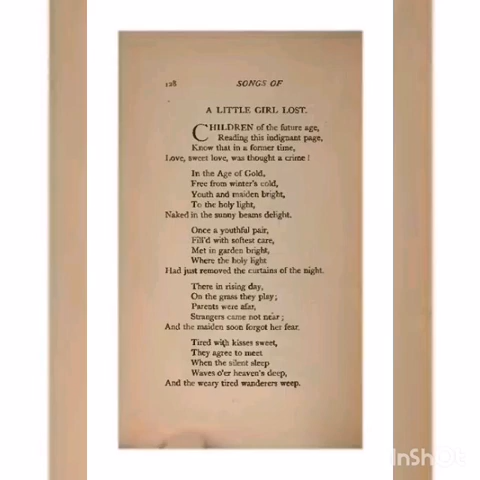 128 SONGS OF
A LITTLE GIRL LOST.
CHILDREN of the future age,
Reading this indignant page,
Know that in a former time,
Love, sweet love, was thought a crime!
In the Age of Gold,
Free from winter's cold,
Youth and maiden bright,
To the holy light,
Naked in the sunny beams delight.
Once a youthful pair,
Fill'd with softest care,
Met in garden bright,
Where the holy light
Had just removed the curtains of the night.
There in rising day,
On the grass they play;
Parents were afar,
Strangers came not near;
And the maiden soon forgot her fear.
Tired with kisses sweet,
They agree to meet
When the silent sleep
Waves o'er heaven's deep,
And the weary tired wanderers weep.
InShOt